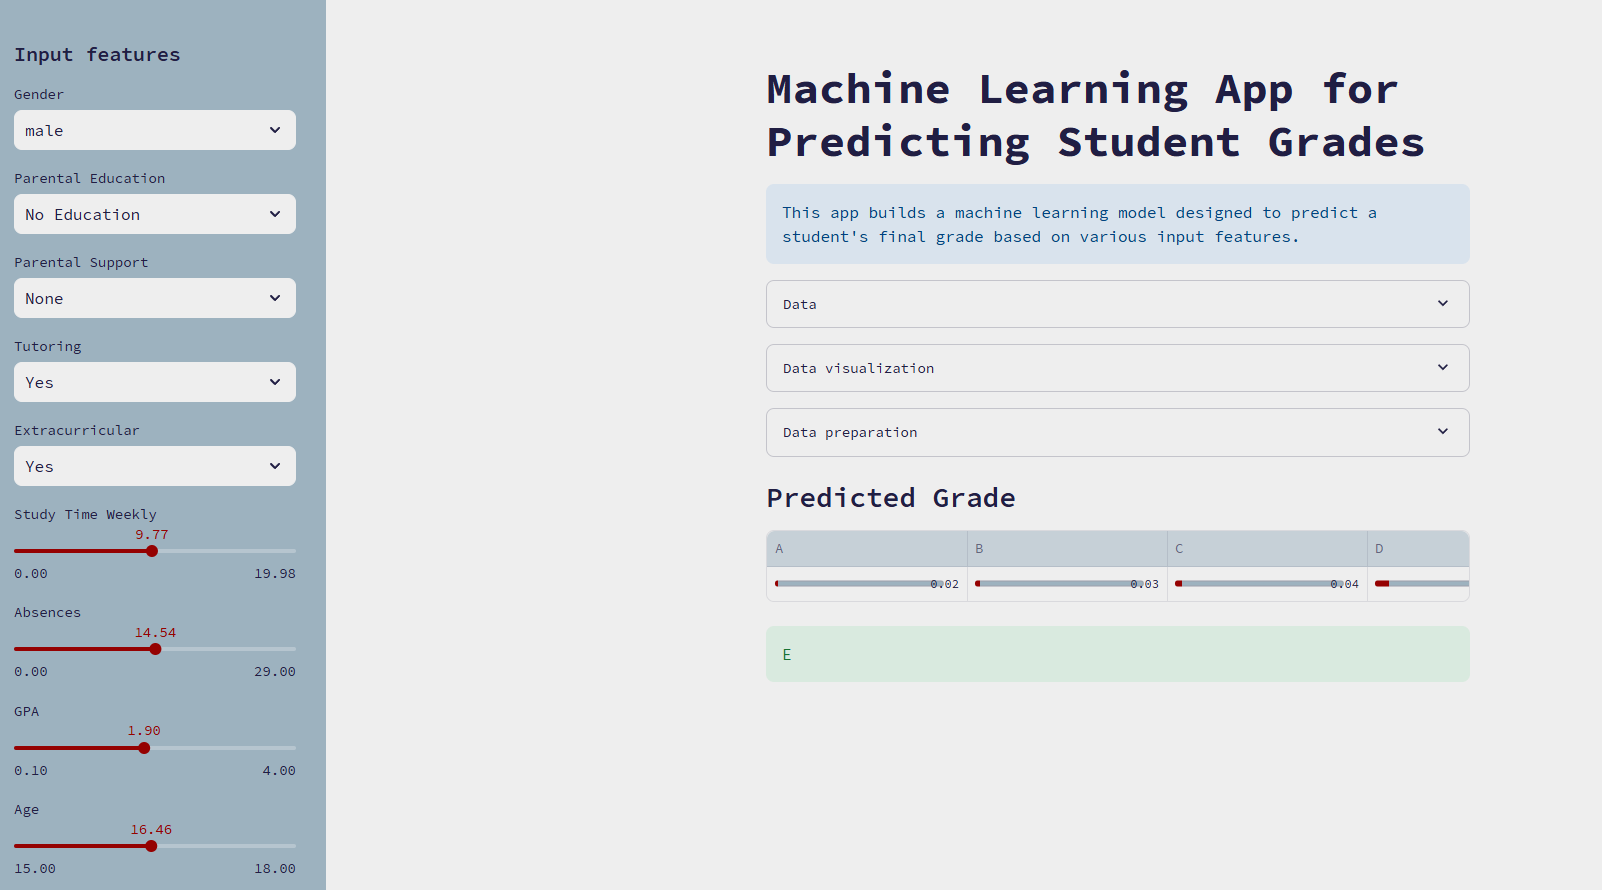 Input features
Gender
male
Parental Education
No Education
Parental Support
None
Tutoring
Yes
Extracurricular
Yes
Study Time Weekly
9.77
0.00 19.98
Absences
14.54
0.00 29.00
GPA
1.90
0.10 4.00
Age
16.46
15.00 18.00
Machine Learning App for
Predicting Student Grades
This app builds a machine learning model designed to predict a
student's final grade based on various input features.
Data
Data visualization
Data preparation
Predicted Grade
A B C D
0.02 0.03 0.04
E